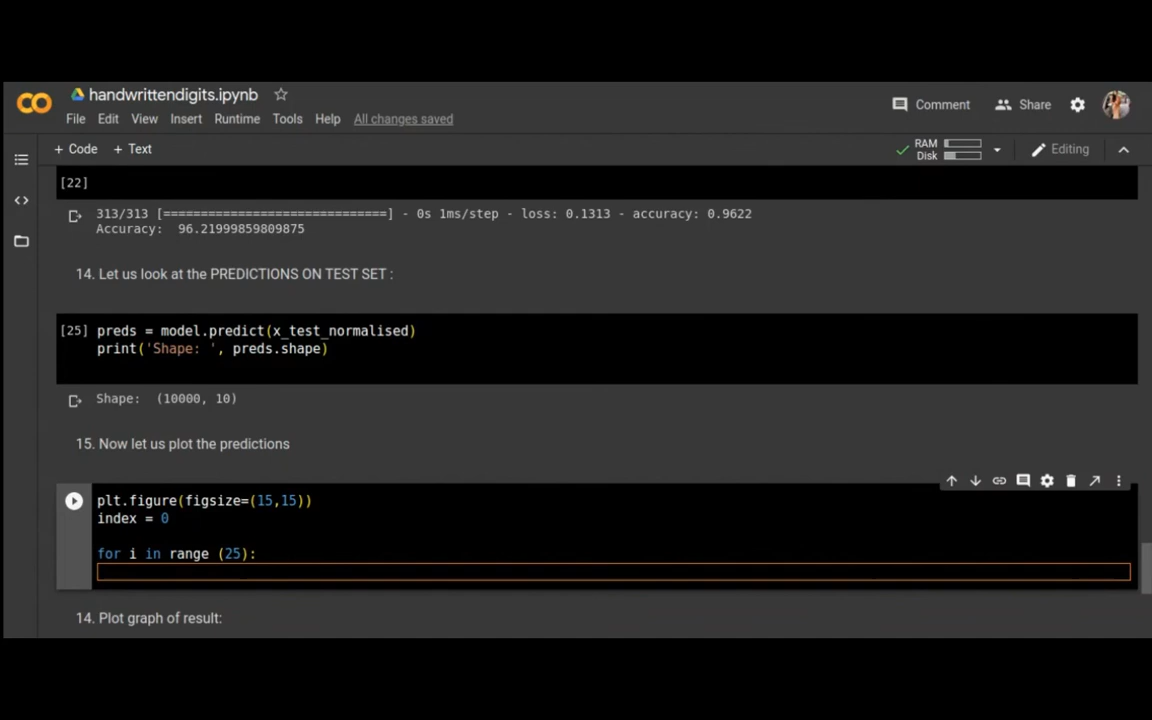 handwrittendigits.ipynb
Comment
Share
File Edit View Insert Runtime Tools Help All changes saved
+ Code + Text
RAM
Disk
Editing
[22]
313/313 [==============================] - 0s 1ms/step - loss: 0.1313 - accuracy: 0.9622
Accuracy:  96.21999859809875
14. Let us look at the PREDICTIONS ON TEST SET :
[25] preds = model.predict(x_test_normalised)
print('Shape: ', preds.shape)
Shape:  (10000, 10)
15. Now let us plot the predictions
plt.figure(figsize=(15,15))
index = 0
for i in range (25):
14. Plot graph of result: